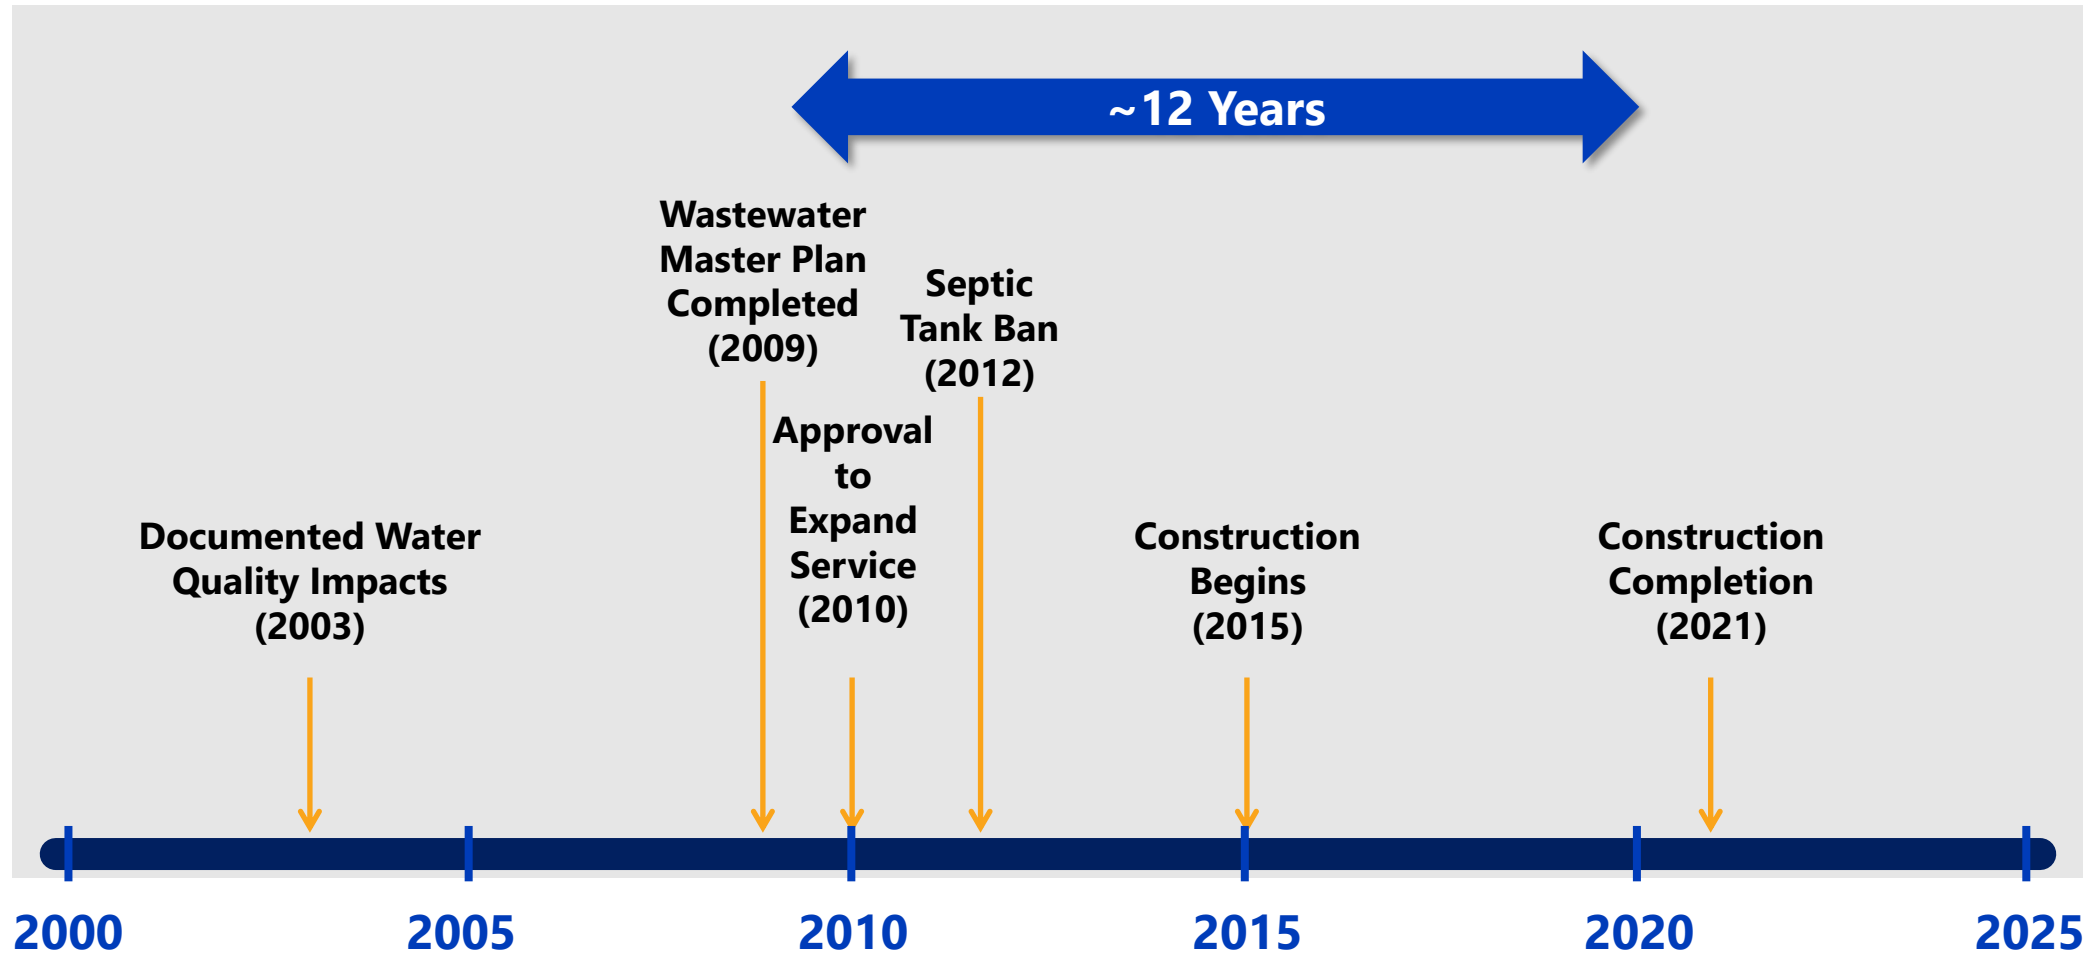 ~12 Years
Wastewater
Master Plan
Completed
(2009)
Septic
Tank Ban
(2012)
Approval
to
Expand
Service
(2010)
Documented Water
Quality Impacts
(2003)
Construction
Begins
(2015)
Construction
Completion
(2021)
2000
2005
2010
2015
2020
2025